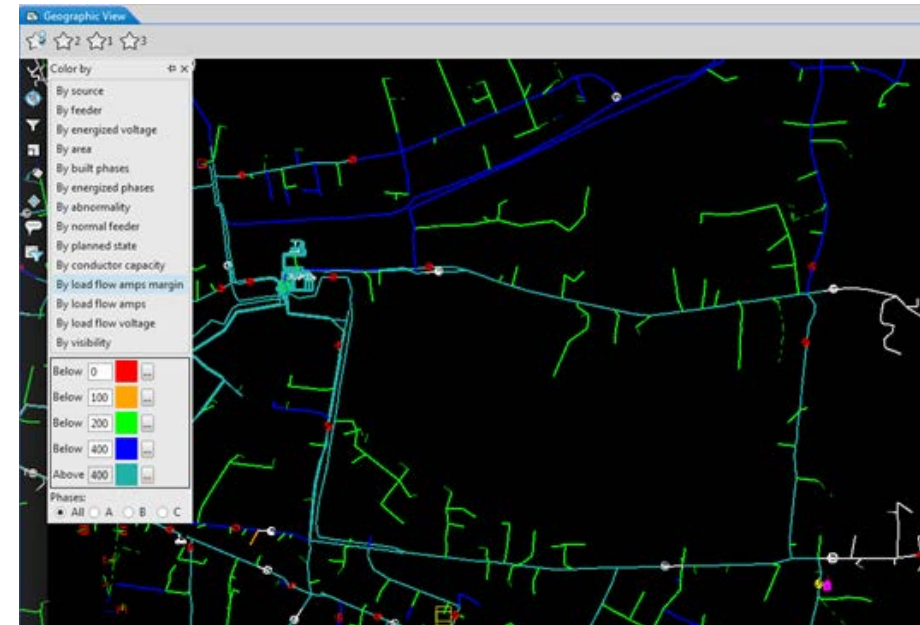 Geographic View
2 1 3
Color by
By source
By feeder
By energized voltage
By area
By built phases
By energized phases
By abnormality
By normal feeder
By planned state
By conductor capacity
By load flow amps margin
By load flow amps
By load flow voltage
By visibility
Below 0 ...
Below 100 ...
Below 200 ...
Below 400 ...
Above 400 ...
Phases:
All A B C